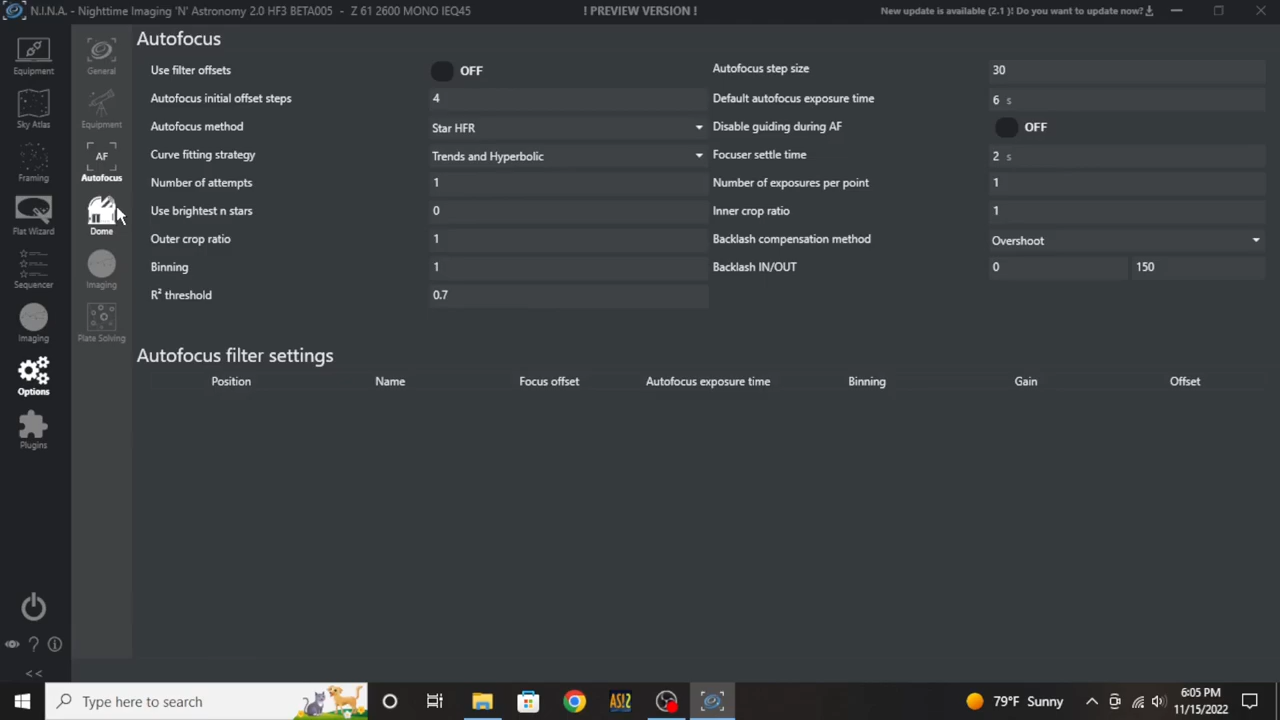 N.I.N.A. - Nighttime Imaging 'N' Astronomy 2.0 HF3 BETA005 - Z 61 2600 MONO IEQ45
! PREVIEW VERSION !
New update is available (2.1 )! Do you want to update now?
Equipment
Sky Atlas
Framing
Flat Wizard
Sequencer
Imaging
Options
Plugins
<<
General
Equipment
AF
Autofocus
Dome
Imaging
Plate Solving
Autofocus
Use filter offsets OFF
Autofocus step size 30
Autofocus initial offset steps 4
Default autofocus exposure time 6 s
Autofocus method Star HFR
Disable guiding during AF OFF
Curve fitting strategy Trends and Hyperbolic
Focuser settle time 2 s
Number of attempts 1
Number of exposures per point 1
Use brightest n stars 0
Inner crop ratio 1
Outer crop ratio 1
Backlash compensation method Overshoot
Binning 1
Backlash IN/OUT 0 150
R² threshold 0.7
Autofocus filter settings
Position Name Focus offset Autofocus exposure time Binning Gain Offset
Type here to search
AS!2
79°F Sunny
6:05 PM
11/15/2022